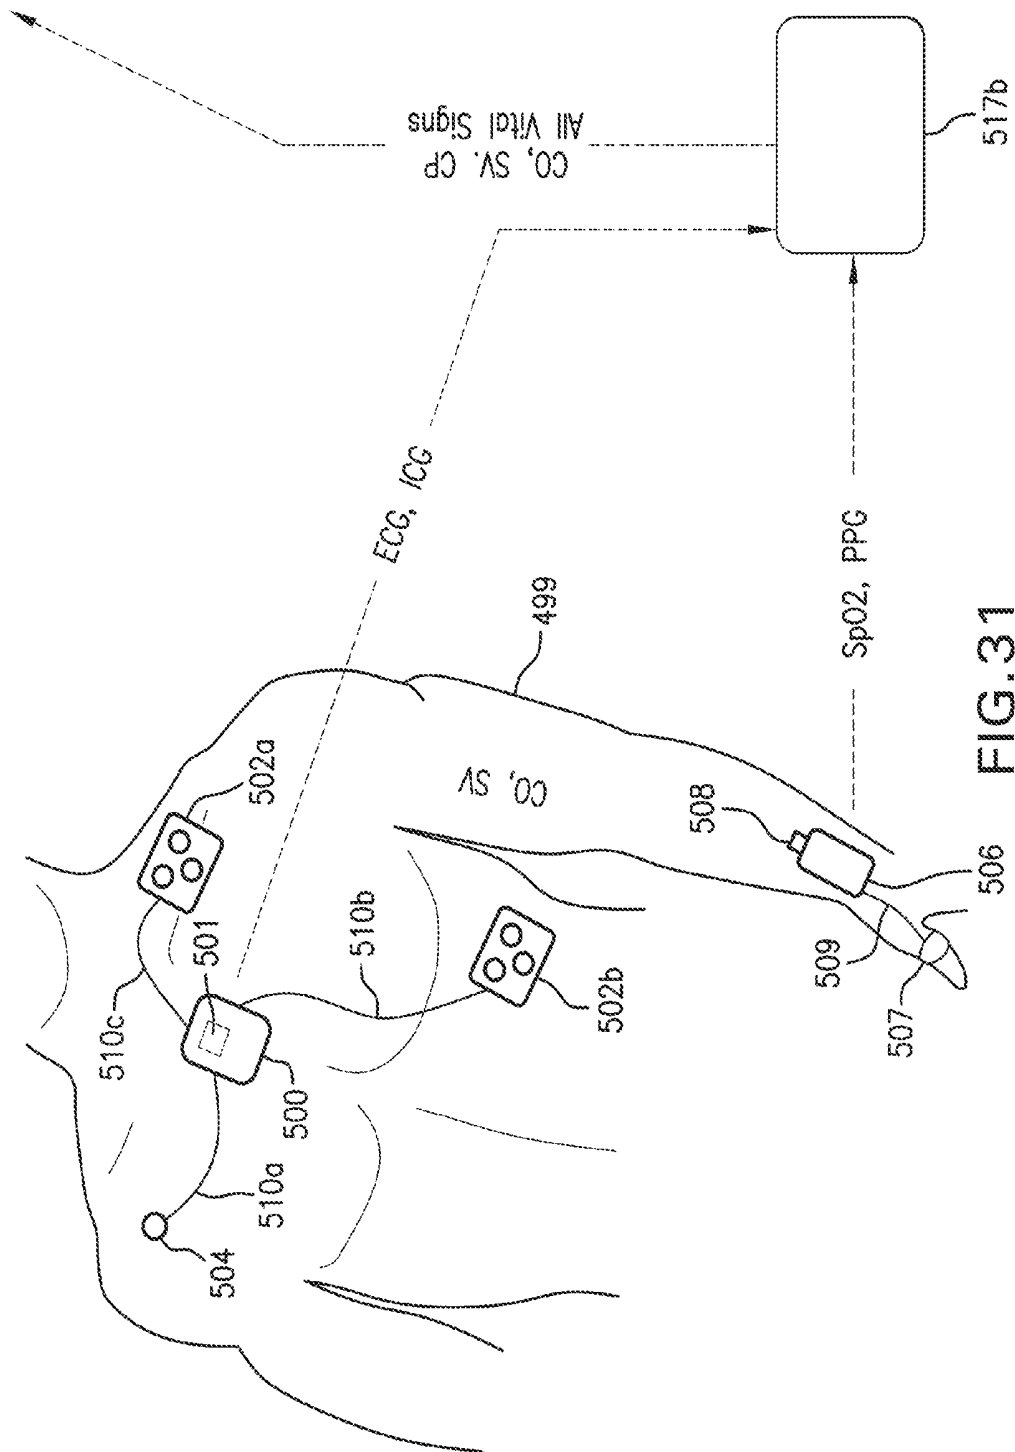 CO, SV. CP
All Vital Signs
517b
ECG, ICG
SpO2, PPG
499
502a
CO, SV
508
506
509
507
501
510b
502b
510c
500
510a
504
FIG.31